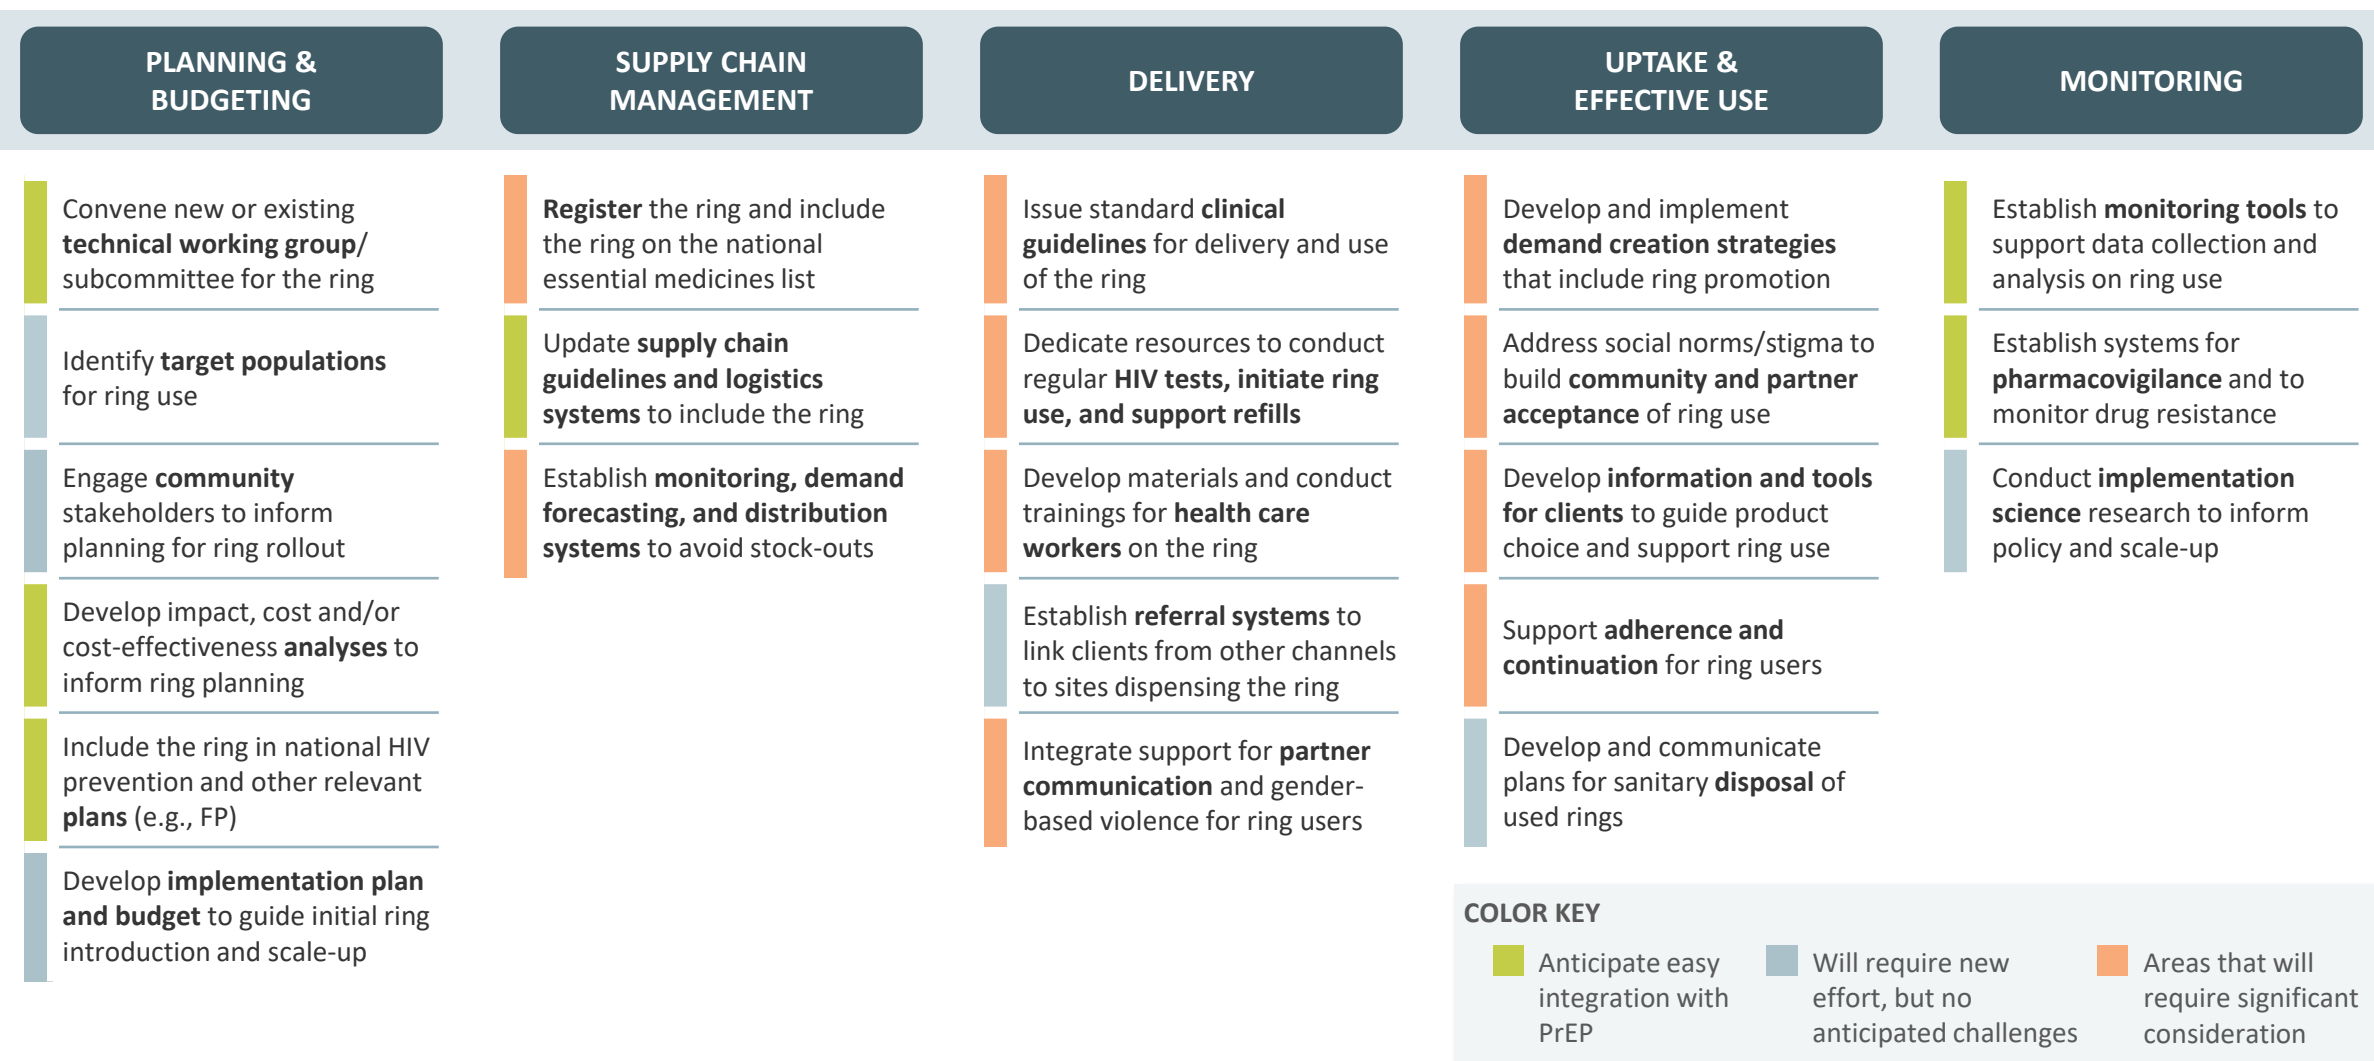 PLANNING &
BUDGETING
SUPPLY CHAIN
MANAGEMENT
DELIVERY
UPTAKE &
EFFECTIVE USE
MONITORING
Convene new or existing
technical working group/
subcommittee for the ring
Identify target populations
for ring use
Engage community
stakeholders to inform
planning for ring rollout
Develop impact, cost and/or
cost-effectiveness analyses to
inform ring planning
Include the ring in national HIV
prevention and other relevant
plans (e.g., FP)
Develop implementation plan
and budget to guide initial ring
introduction and scale-up
Register the ring and include
the ring on the national
essential medicines list
Update supply chain
guidelines and logistics
systems to include the ring
Establish monitoring, demand
forecasting, and distribution
systems to avoid stock-outs
Issue standard clinical
guidelines for delivery and use
of the ring
Dedicate resources to conduct
regular HIV tests, initiate ring
use, and support refills
Develop materials and conduct
trainings for health care
workers on the ring
Establish referral systems to
link clients from other channels
to sites dispensing the ring
Integrate support for partner
communication and gender-
based violence for ring users
Develop and implement
demand creation strategies
that include ring promotion
Address social norms/stigma to
build community and partner
acceptance of ring use
Develop information and tools
for clients to guide product
choice and support ring use
Support adherence and
continuation for ring users
Develop and communicate
plans for sanitary disposal of
used rings
Establish monitoring tools to
support data collection and
analysis on ring use
Establish systems for
pharmacovigilance and to
monitor drug resistance
Conduct implementation
science research to inform
policy and scale-up
COLOR KEY
Anticipate easy
integration with
PrEP
Will require new
effort, but no
anticipated challenges
Areas that will
require significant
consideration